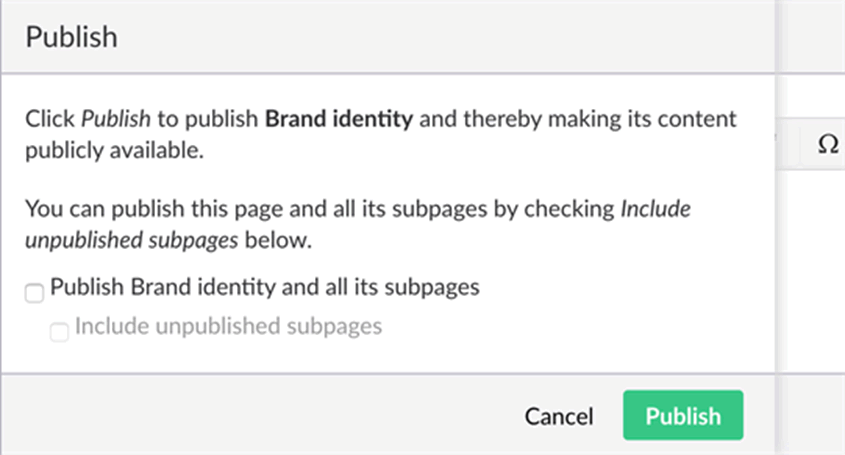 Publish
Click Publish to publish Brand identity and thereby making its content
publicly available.
Ω
You can publish this page and all its subpages by checking Include
unpublished subpages below.
Publish Brand identity and all its subpages
Include unpublished subpages
Cancel
Publish